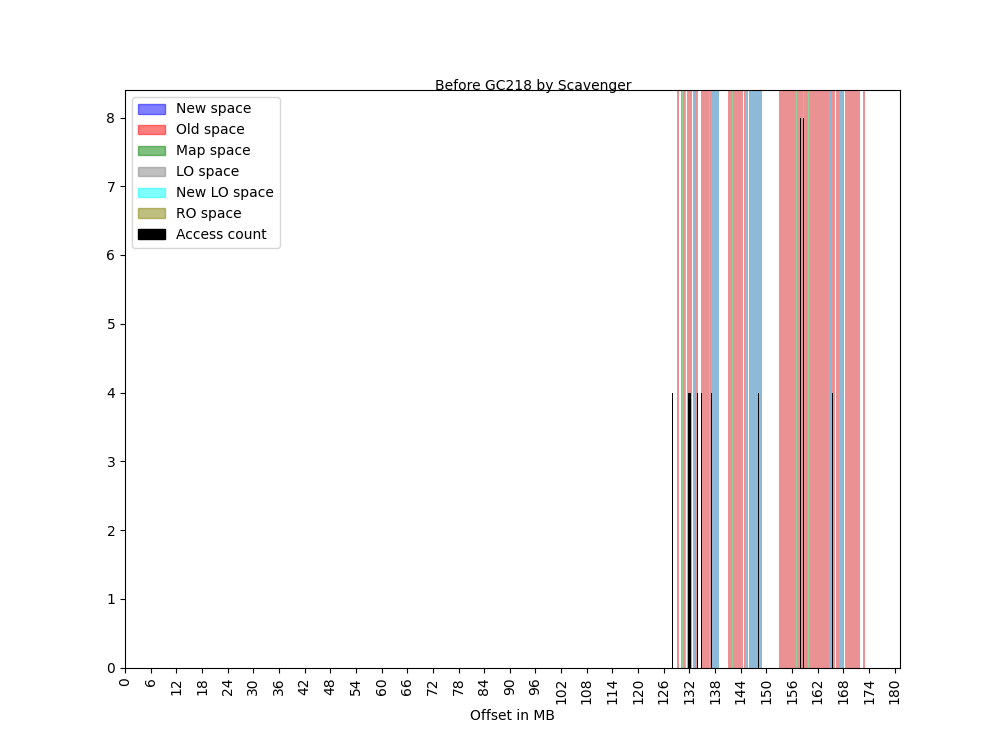 Before GC218 by Scavenger
New space
Old space
Map space
LO space
New LO space
RO space
Access count
8
7
6
5
4
3
2
1
0
0 6 12 18 24 30 36 42 48 54 60 66 72 78 84 90 96 102 108 114 120 126 132 138 144 150 156 162 168 174 180
Offset in MB